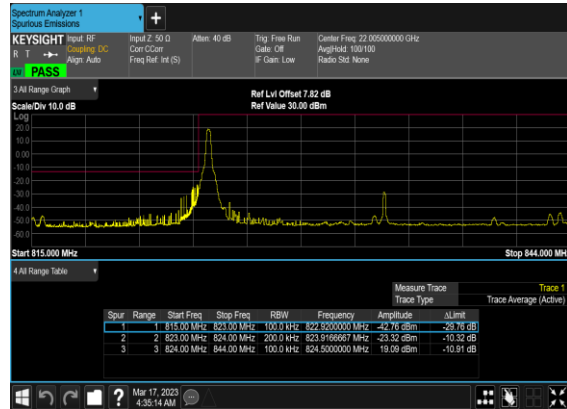 Spectrum Analyzer 1
Spurious Emissions
+
KEYSIGHT Input: RF Input Z: 50 Ω Atten: 40 dB Trig: Free Run Center Freq: 22.005000000 GHz
R T Coupling: DC Corr CCorr Gate: Off Avg|Hold: 100/100
Align: Auto Freq Ref: Int (S) IF Gain: Low Radio Std: None
PASS
3 All Range Graph
Ref Lvl Offset 7.82 dB
Scale/Div 10.0 dB Ref Value 30.00 dBm
Log
20.0
10.0
0.00
-10.0
-20.0
-30.0
-40.0
-50.0
-60.0
Start 815.000 MHz Stop 844.000 MH
4 All Range Table
Measure Trace Trace 1
Trace Type Trace Average (Active)
Spur Range Start Freq Stop Freq RBW Frequency Amplitude ΔLimit
1 1 815.00 MHz 823.00 MHz 100.0 kHz 822.9200000 MHz -42.76 dBm -29.76 dB
2 2 823.00 MHz 824.00 MHz 200.0 kHz 823.9166667 MHz -23.32 dBm -10.32 dB
3 3 824.00 MHz 844.00 MHz 100.0 kHz 824.5000000 MHz 19.09 dBm -10.91 dB
? Mar 17, 2023
4:35:14 AM